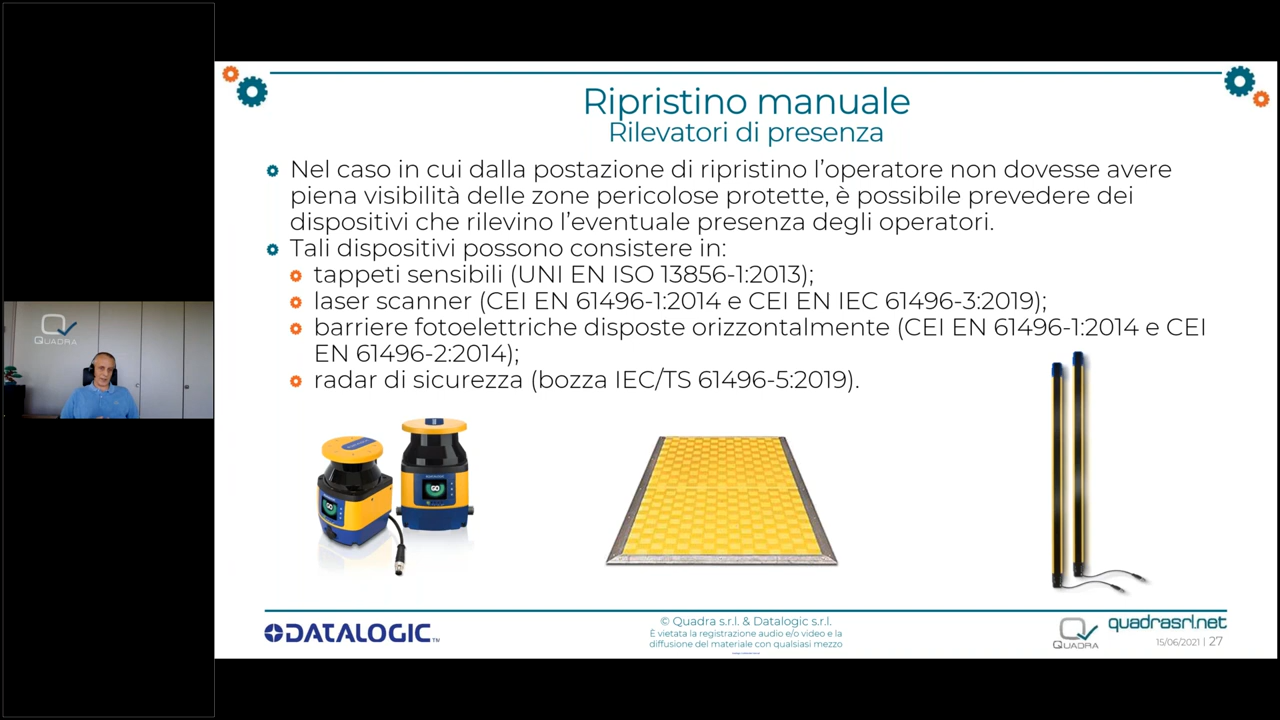 Ripristino manuale
Rilevatori di presenza
Nel caso in cui dalla postazione di ripristino l’operatore non dovesse avere
piena visibilità delle zone pericolose protette, è possibile prevedere dei
dispositivi che rilevino l’eventuale presenza degli operatori.
Tali dispositivi possono consistere in:
tappeti sensibili (UNI EN ISO 13856-1:2013);
laser scanner (CEI EN 61496-1:2014 e CEI EN IEC 61496-3:2019);
barriere fotoelettriche disposte orizzontalmente (CEI EN 61496-1:2014 e CEI
EN 61496-2:2014);
radar di sicurezza (bozza IEC/TS 61496-5:2019).
QUADRA
GO
GO
DATALOGIC™
© Quadra s.r.l. & Datalogic s.r.l.
È vietata la registrazione audio e/o video e la
diffusione del materiale con qualsiasi mezzo
QUADRA
quadrasrl.net
15/06/2021 | 27